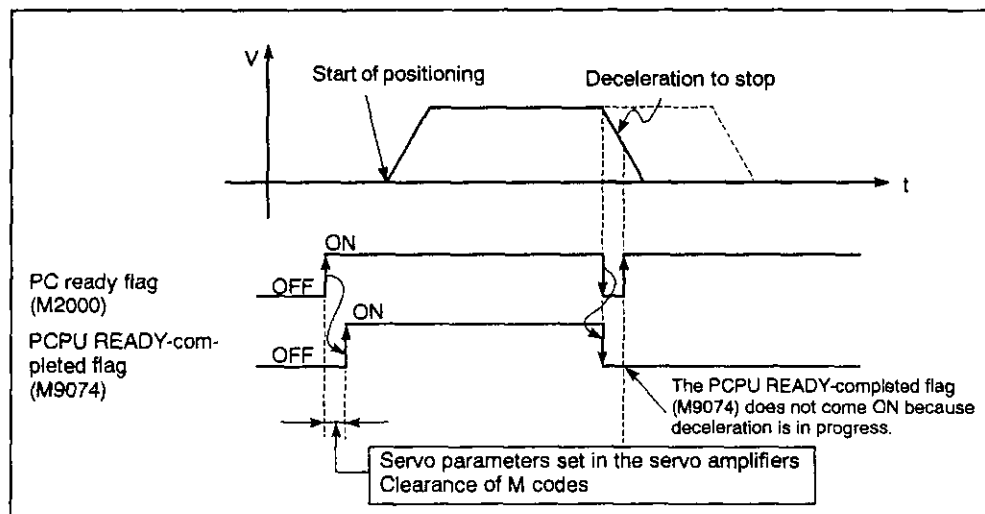 V
Start of positioning
Deceleration to stop
t
ON
PC ready flag
(M2000)
OFF
ON
PCPU READY-com-
pleted flag
(M9074)
OFF
The PCPU READY-completed flag
(M9074) does not come ON because
deceleration is in progress.
Servo parameters set in the servo amplifiers
Clearance of M codes